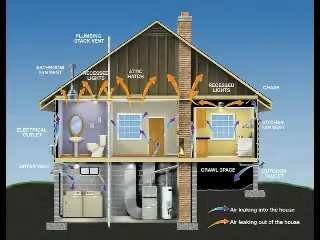 PLUMBING
STACK VENT
BATHROOM
FAN VENT
RECESSED
LIGHTS
ATTIC
HATCH
RECESSED
LIGHTS
CHASE
ELECTRICAL
OUTLET
KITCHEN
FAN VENT
DRYER VENT
CRAWL SPACE
OUTDOOR
FAUCET
Air leaking into the house
Air leaking out of the house